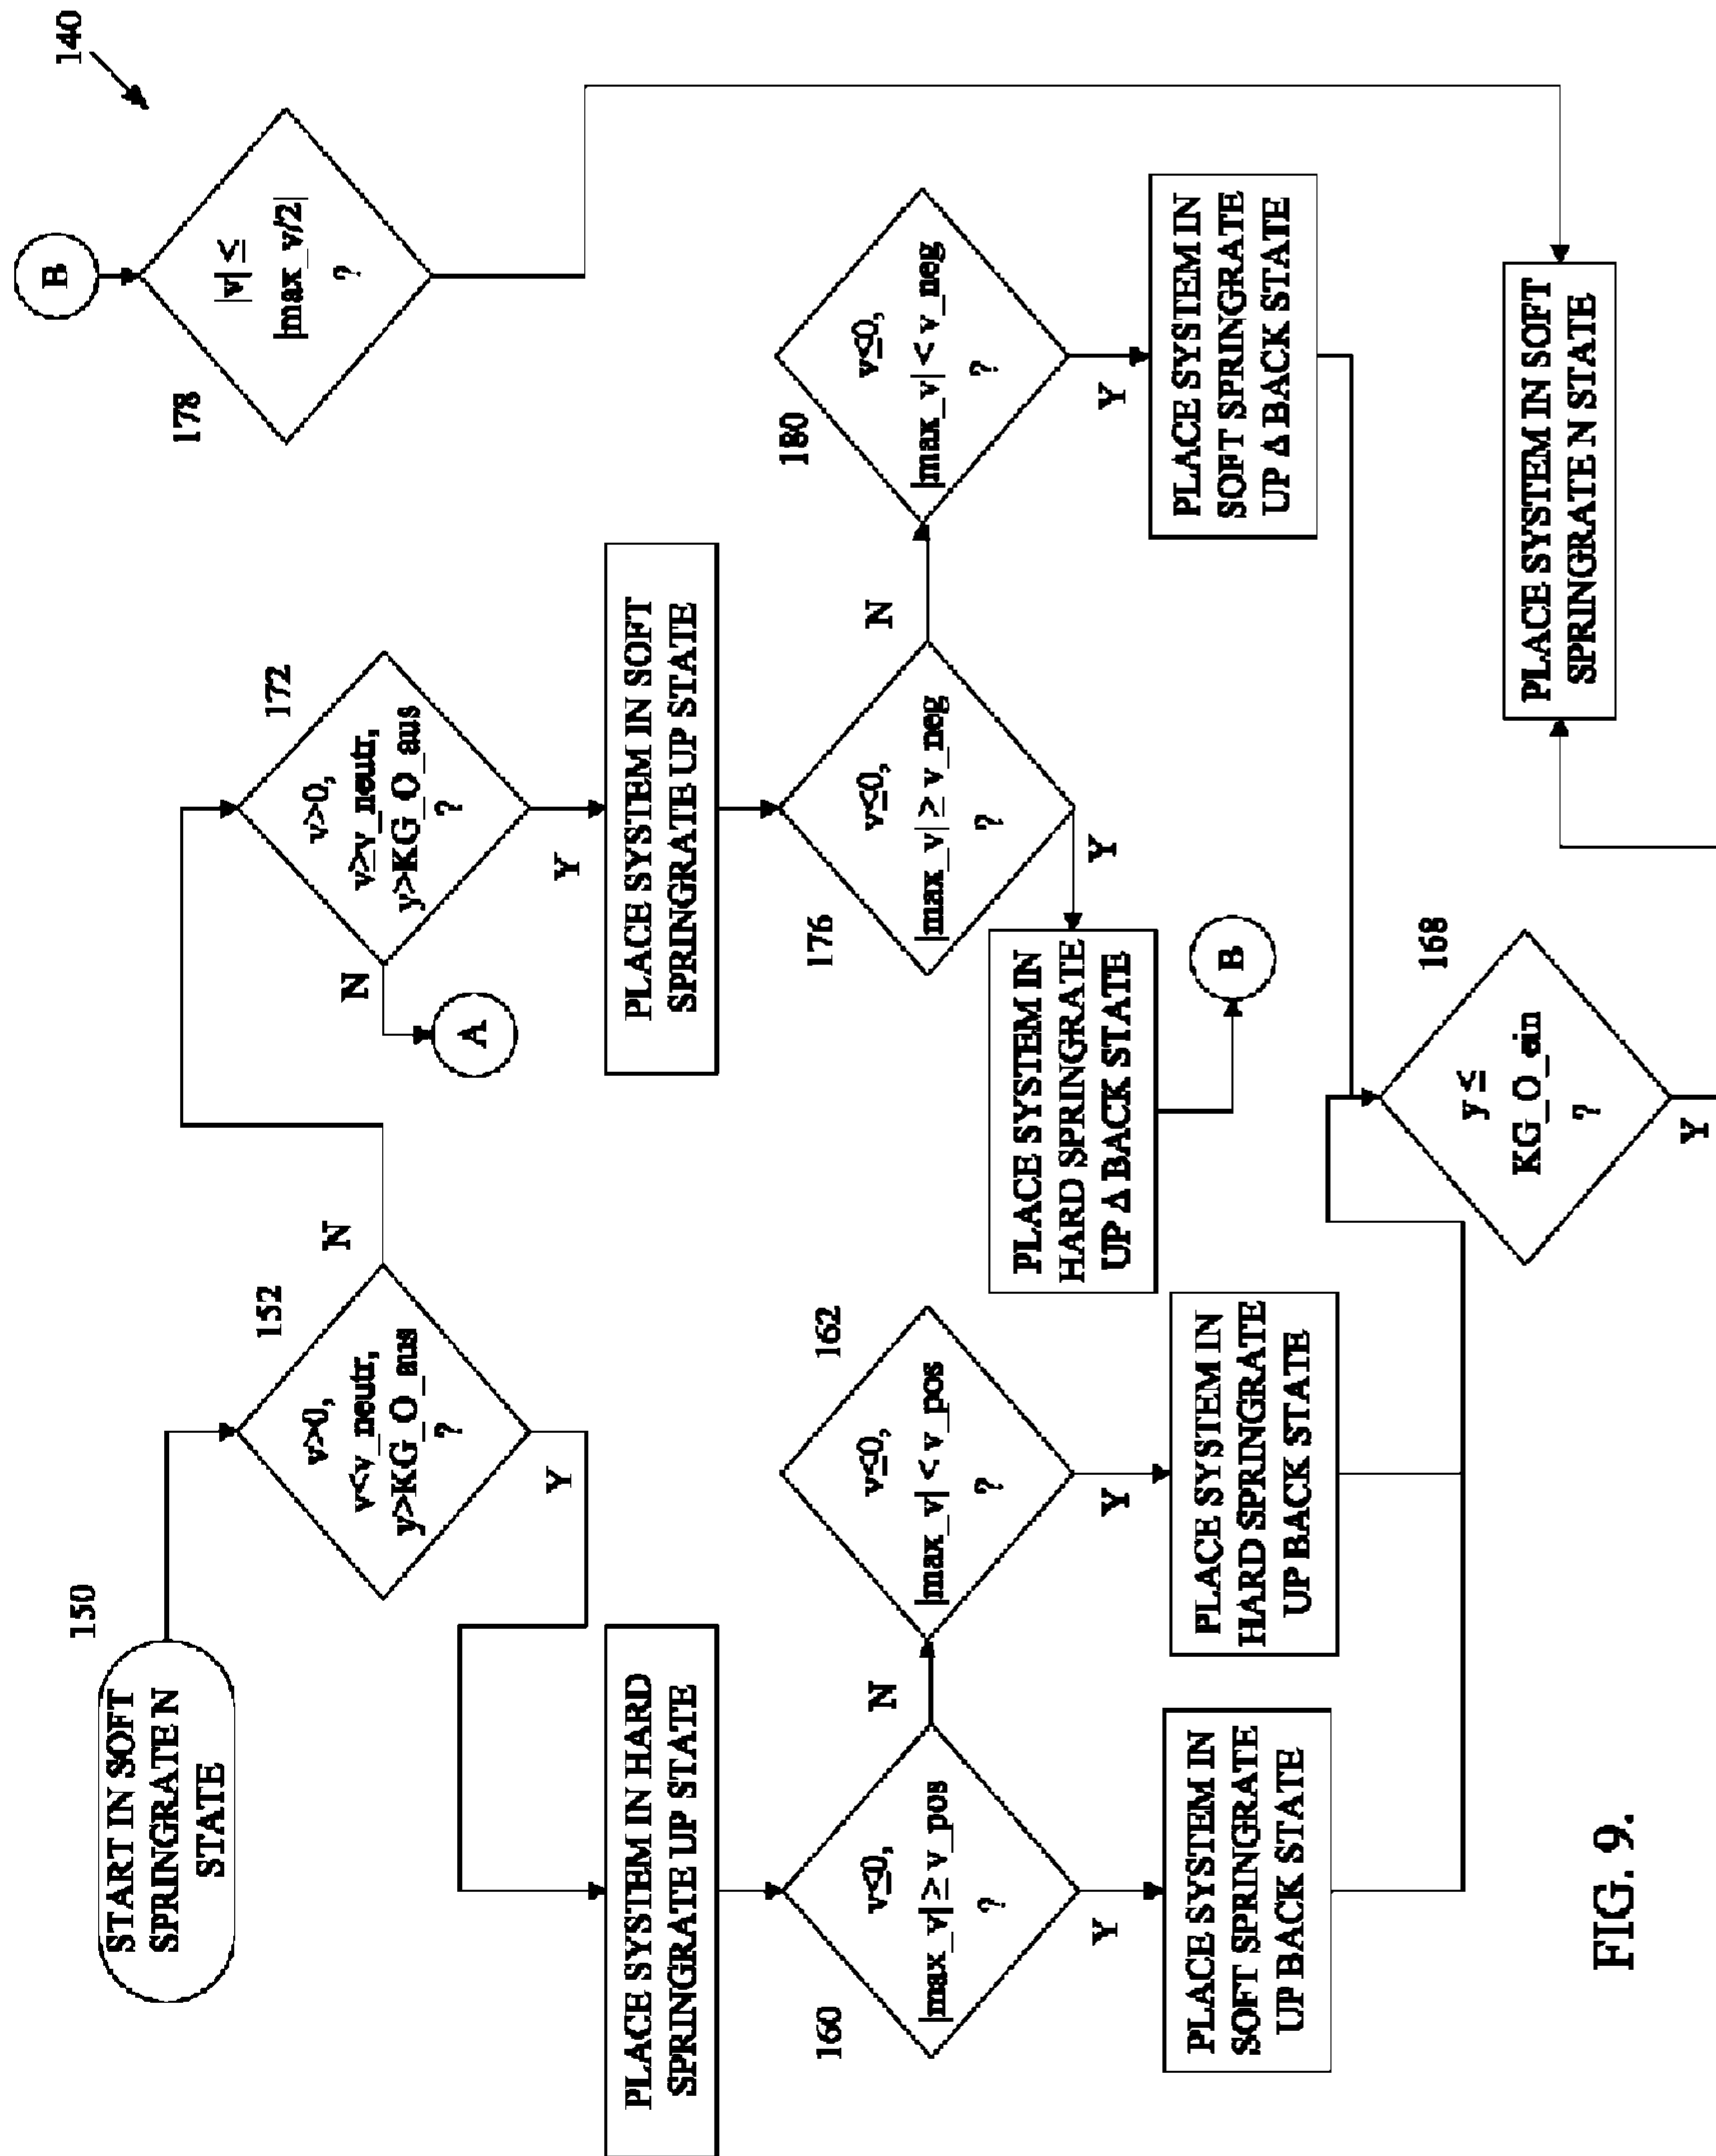 140
START IN SOFT
SPRINGRATE N
STATE
150
152
v>0,
v<v_neutr,
y>KG_O_aus
?
N
Y
172
v>0,
v≥v_neutr,
y>KG_O_aus
?
N
Y
A
B
178
|v| ≤
|max_v/2|
?
PLACE SYSTEM IN HARD
SPRINGRATE UP STATE
PLACE SYSTEM IN SOFT
SPRINGRATE UP STATE
160
v≤0,
|max_v| ≥ v_pos
?
N
Y
162
v≤0,
|max_v| < v_pos
?
Y
176
v≤0,
|max_v| ≥ v_neg
?
N
Y
180
v≤0,
|max_v| < v_neg
?
Y
PLACE SYSTEM IN
SOFT SPRINGRATE
UP BACK STATE
PLACE SYSTEM IN
HARD SPRINGRATE
UP BACK STATE
PLACE SYSTEM IN
HARD SPRINGRATE
UP Δ BACK STATE
B
PLACE SYSTEM IN
SOFT SPRINGRATE
UP Δ BACK STATE
168
y ≤
KG_O_ein
?
Y
PLACE SYSTEM IN SOFT
SPRINGRATE N STATE
FIG. 9.